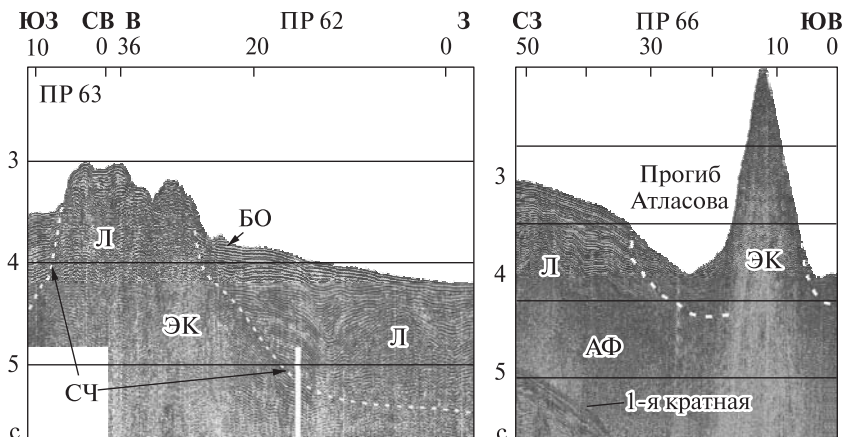 ЮЗ СВ В ПР 62 З
10 0 36 20 0
ПР 63
3
БО
Л
4
ЭК
Л
5
СЧ
с
СЗ ПР 66 ЮВ
50 30 10 0
Прогиб
3
Атласова
Л
ЭК
4
АФ
5
1-я кратная
с